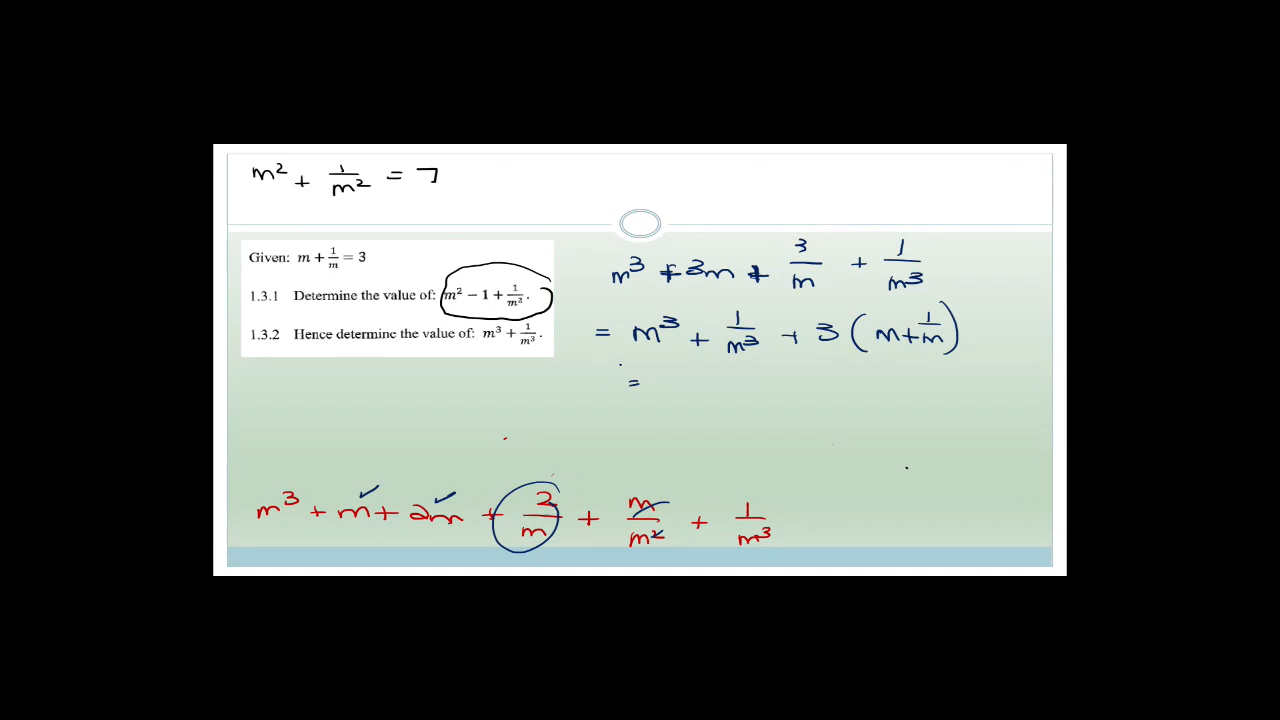 m² + 1/m² = 7
Given: m + 1/m = 3
1.3.1 Determine the value of: m² − 1 + 1/m².
1.3.2 Hence determine the value of: m³ + 1/m³.
m³ + 3m + 3/m + 1/m³
= m³ + 1/m³ + 3(m + 1/m)
=
m³ + m + 2m + 2/m + m/m² + 1/m³